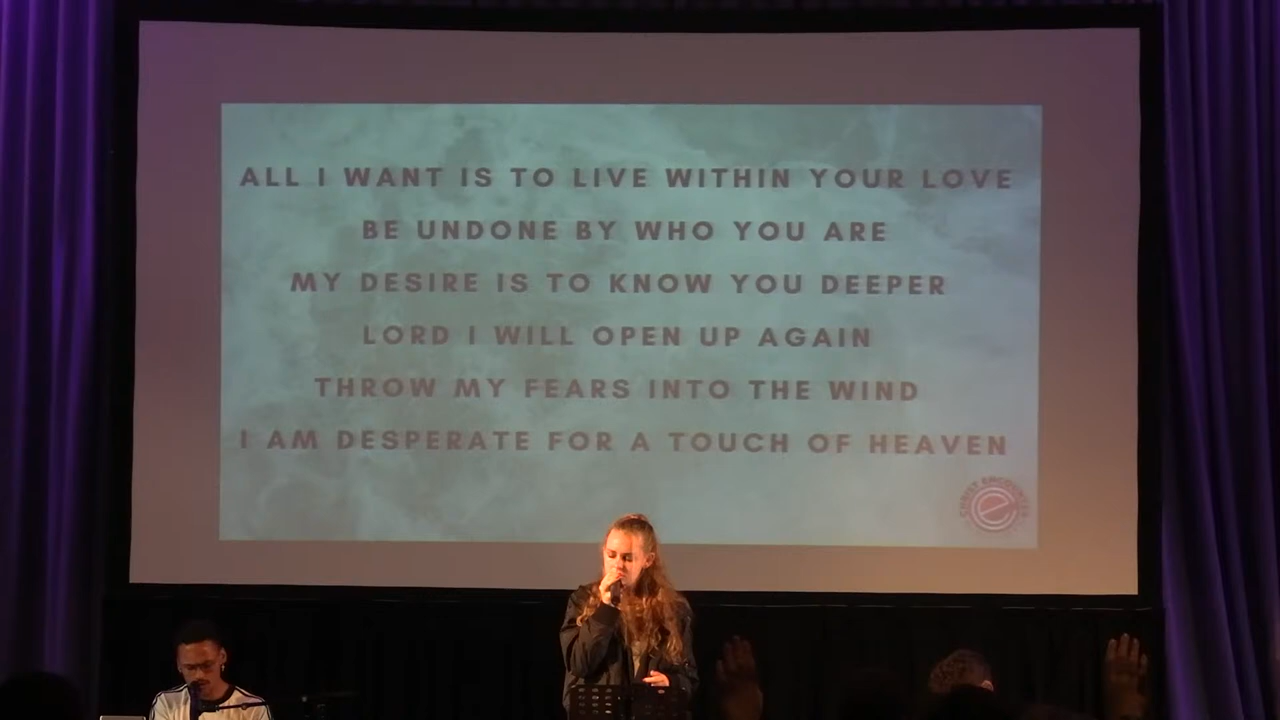 ALL I WANT IS TO LIVE WITHIN YOUR LOVE
BE UNDONE BY WHO YOU ARE
MY DESIRE IS TO KNOW YOU DEEPER
LORD I WILL OPEN UP AGAIN
THROW MY FEARS INTO THE WIND
I AM DESPERATE FOR A TOUCH OF HEAVEN
CHRIST ENCOUNTER